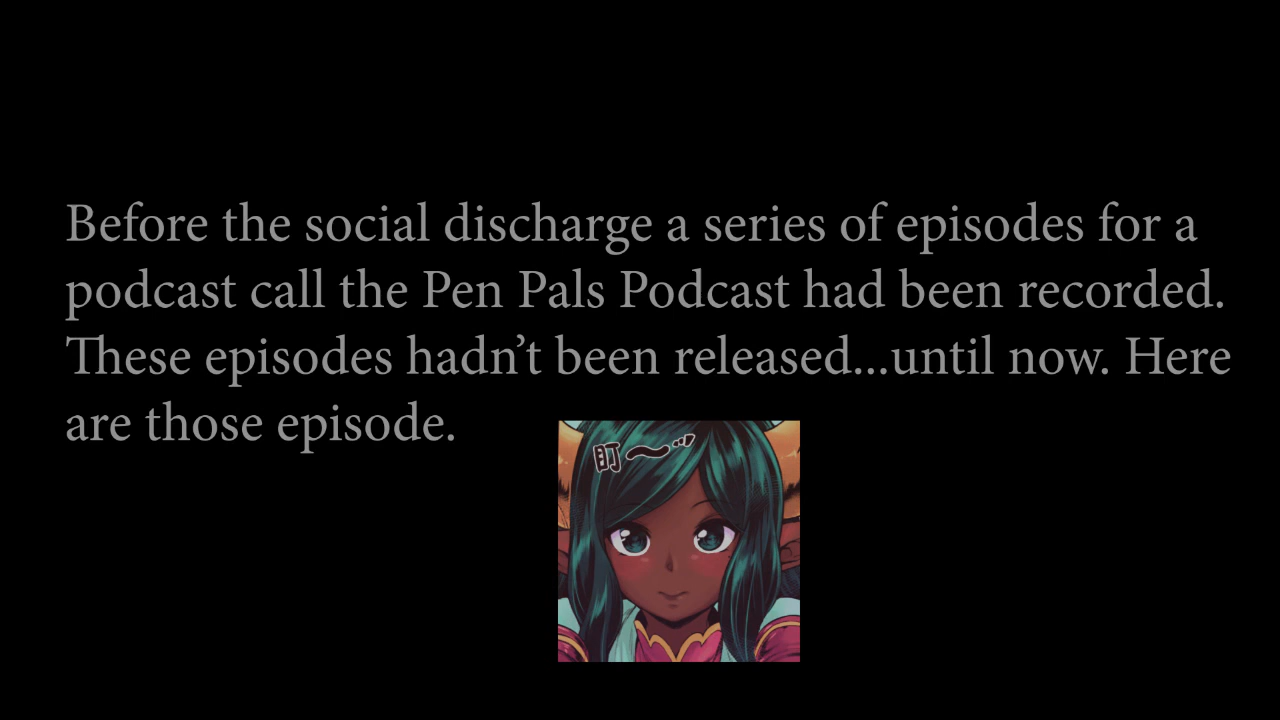 Before the social discharge a series of episodes for a
podcast call the Pen Pals Podcast had been recorded.
These episodes hadn’t been released...until now. Here
are those episode.
盯〜ッ